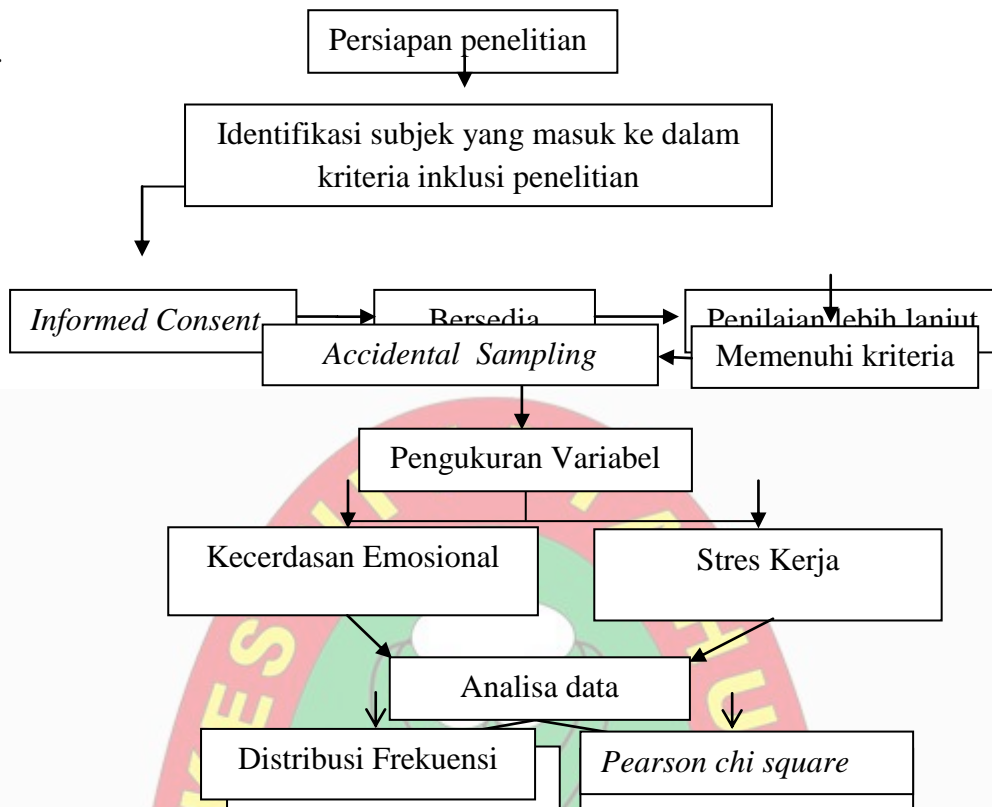 Persiapan penelitian
Identifikasi subjek yang masuk ke dalam
kriteria inklusi penelitian
Informed Consent
Bersedia
Penilaian lebih lanjut
Accidental Sampling
Memenuhi kriteria
Pengukuran Variabel
Kecerdasan Emosional
Stres Kerja
Analisa data
Distribusi Frekuensi
Pearson chi square